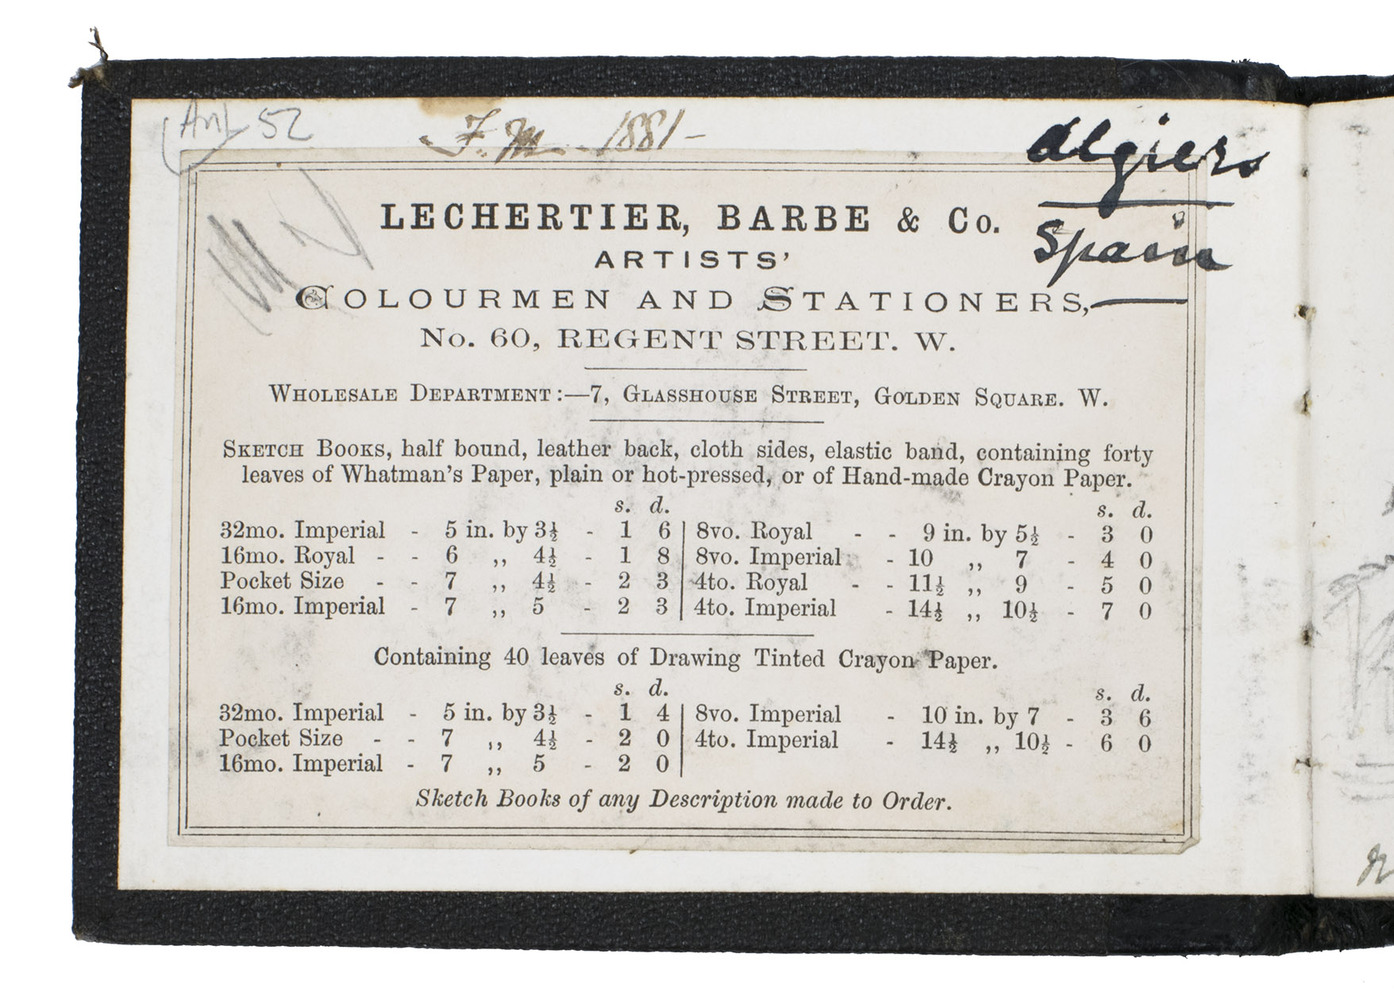 52
F. M. 1881-
Algiers
Spain
LECHERTIER, BARBE & Co.
ARTISTS'
COLOURMEN AND STATIONERS,
No. 60, REGENT STREET. W.
WHOLESALE DEPARTMENT:—7, GLASSHOUSE STREET, GOLDEN SQUARE. W.
SKETCH BOOKS, half bound, leather back, cloth sides, elastic band, containing forty
leaves of Whatman's Paper, plain or hot-pressed, or of Hand-made Crayon Paper.
s. d. s. d.
32mo. Imperial - 5 in. by 3½ - 1 6 8vo. Royal - - 9 in. by 5½ - 3 0
16mo. Royal - - 6 ,, 4½ - 1 8 8vo. Imperial - 10 ,, 7 - 4 0
Pocket Size - - 7 ,, 4½ - 2 3 4to. Royal - - 11½ ,, 9 - 5 0
16mo. Imperial - 7 ,, 5 - 2 3 4to. Imperial - 14½ ,, 10½ - 7 0
Containing 40 leaves of Drawing Tinted Crayon Paper.
s. d. s. d.
32mo. Imperial - 5 in. by 3½ - 1 4 8vo. Imperial - 10 in. by 7 - 3 6
Pocket Size - - 7 ,, 4½ - 2 0 4to. Imperial - 14½ ,, 10½ - 6 0
16mo. Imperial - 7 ,, 5 - 2 0
Sketch Books of any Description made to Order.